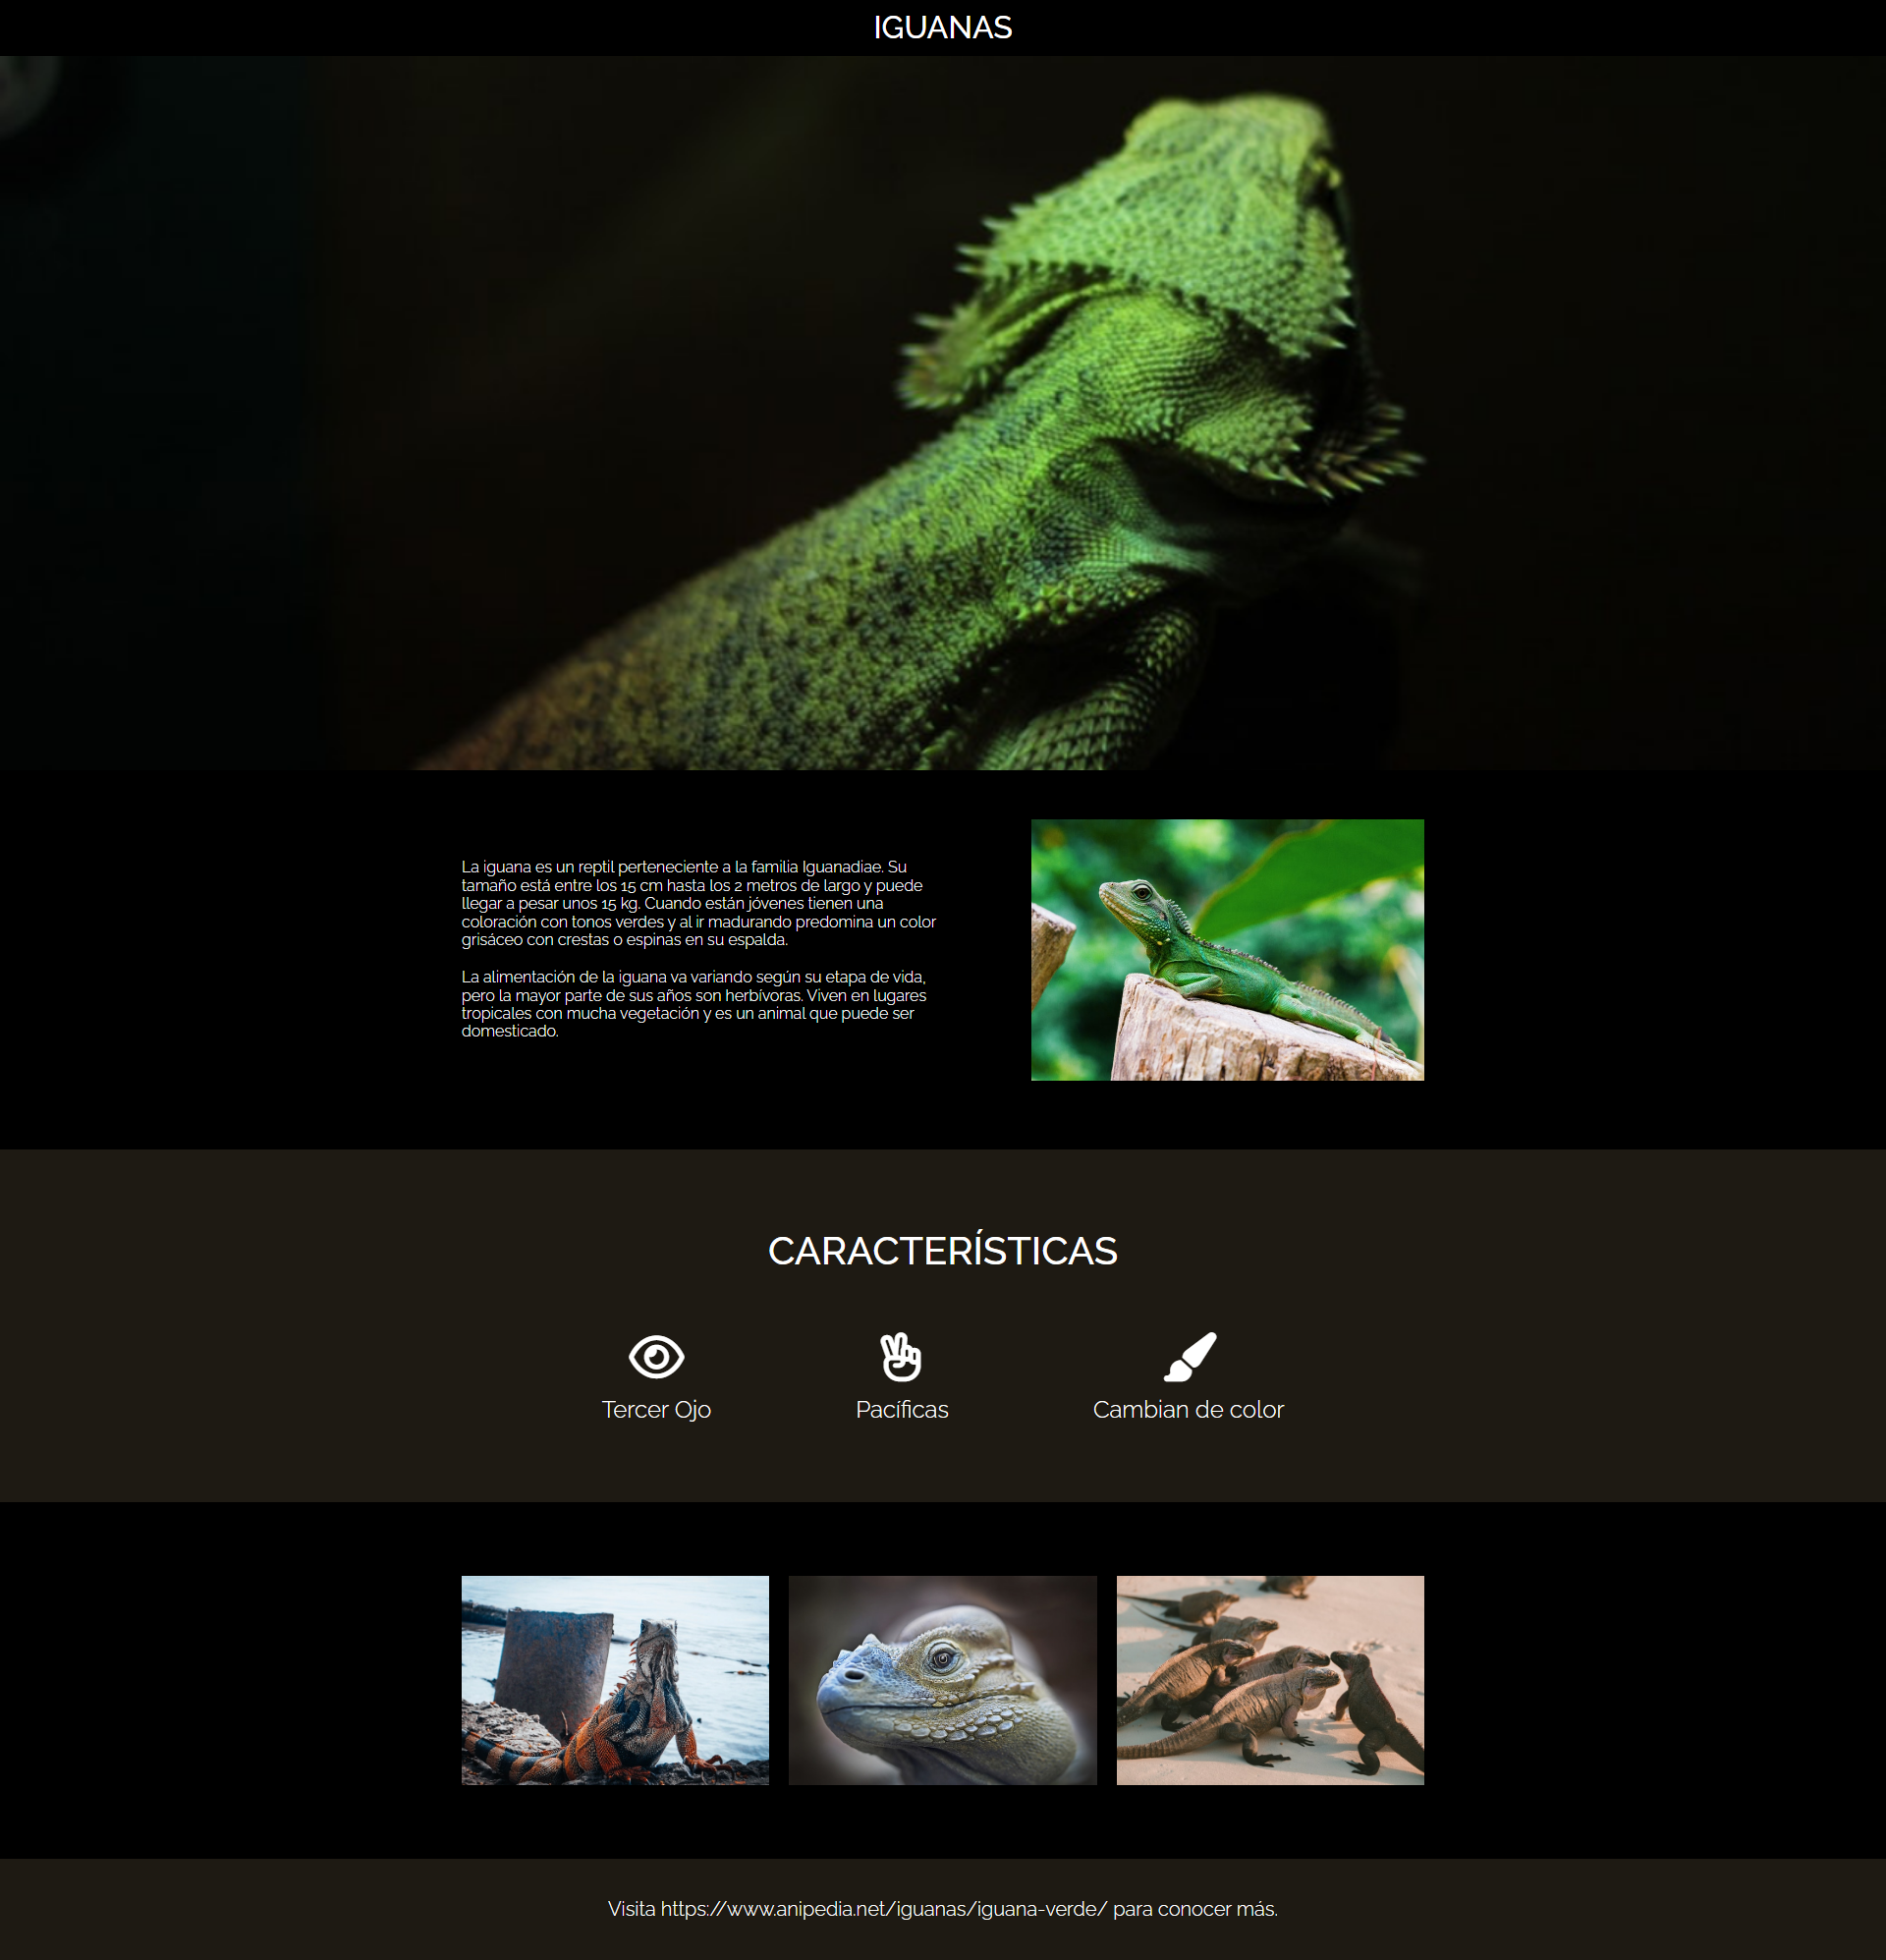 IGUANAS
La iguana es un reptil perteneciente a la familia Iguanadiae. Su
tamaño está entre los 15 cm hasta los 2 metros de largo y puede
llegar a pesar unos 15 kg. Cuando están jóvenes tienen una
coloración con tonos verdes y al ir madurando predomina un color
grisáceo con crestas o espinas en su espalda.
La alimentación de la iguana va variando según su etapa de vida,
pero la mayor parte de sus años son herbívoras. Viven en lugares
tropicales con mucha vegetación y es un animal que puede ser
domesticado.
CARACTERÍSTICAS
Tercer Ojo
Pacíficas
Cambian de color
Visita https://www.anipedia.net/iguanas/iguana-verde/ para conocer más.